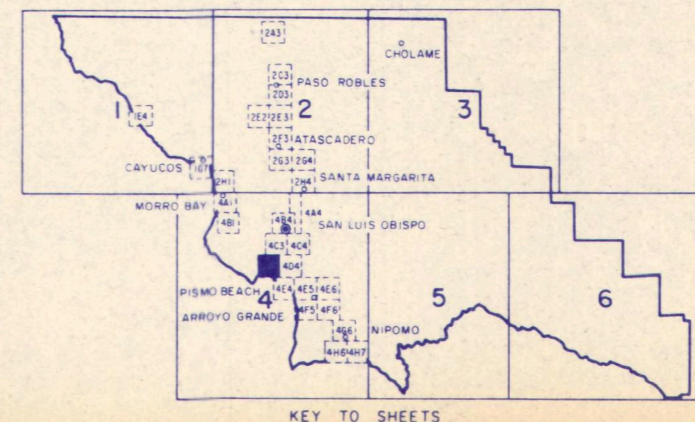 2A3
CHOLAME
2C3
PASO ROBLES
2D3
1
2
3
1E4
2E2 2E3
2F3
ATASCADERO
CAYUCOS
1G7
2G3 2G4
2H1
2H4
SANTA MARGARITA
MORRO BAY
4A1
4A4
4B1
4B4
SAN LUIS OBISPO
4C3 4C4
4D4
PISMO BEACH
4
4E4
4E5 4E6
5
6
ARROYO GRANDE
4F5 4F6
4G6
NIPOMO
4H6 4H7
KEY TO SHEETS